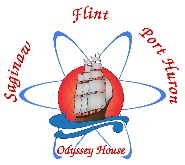 Flint
Saginaw
Port Huron
Odyssey House